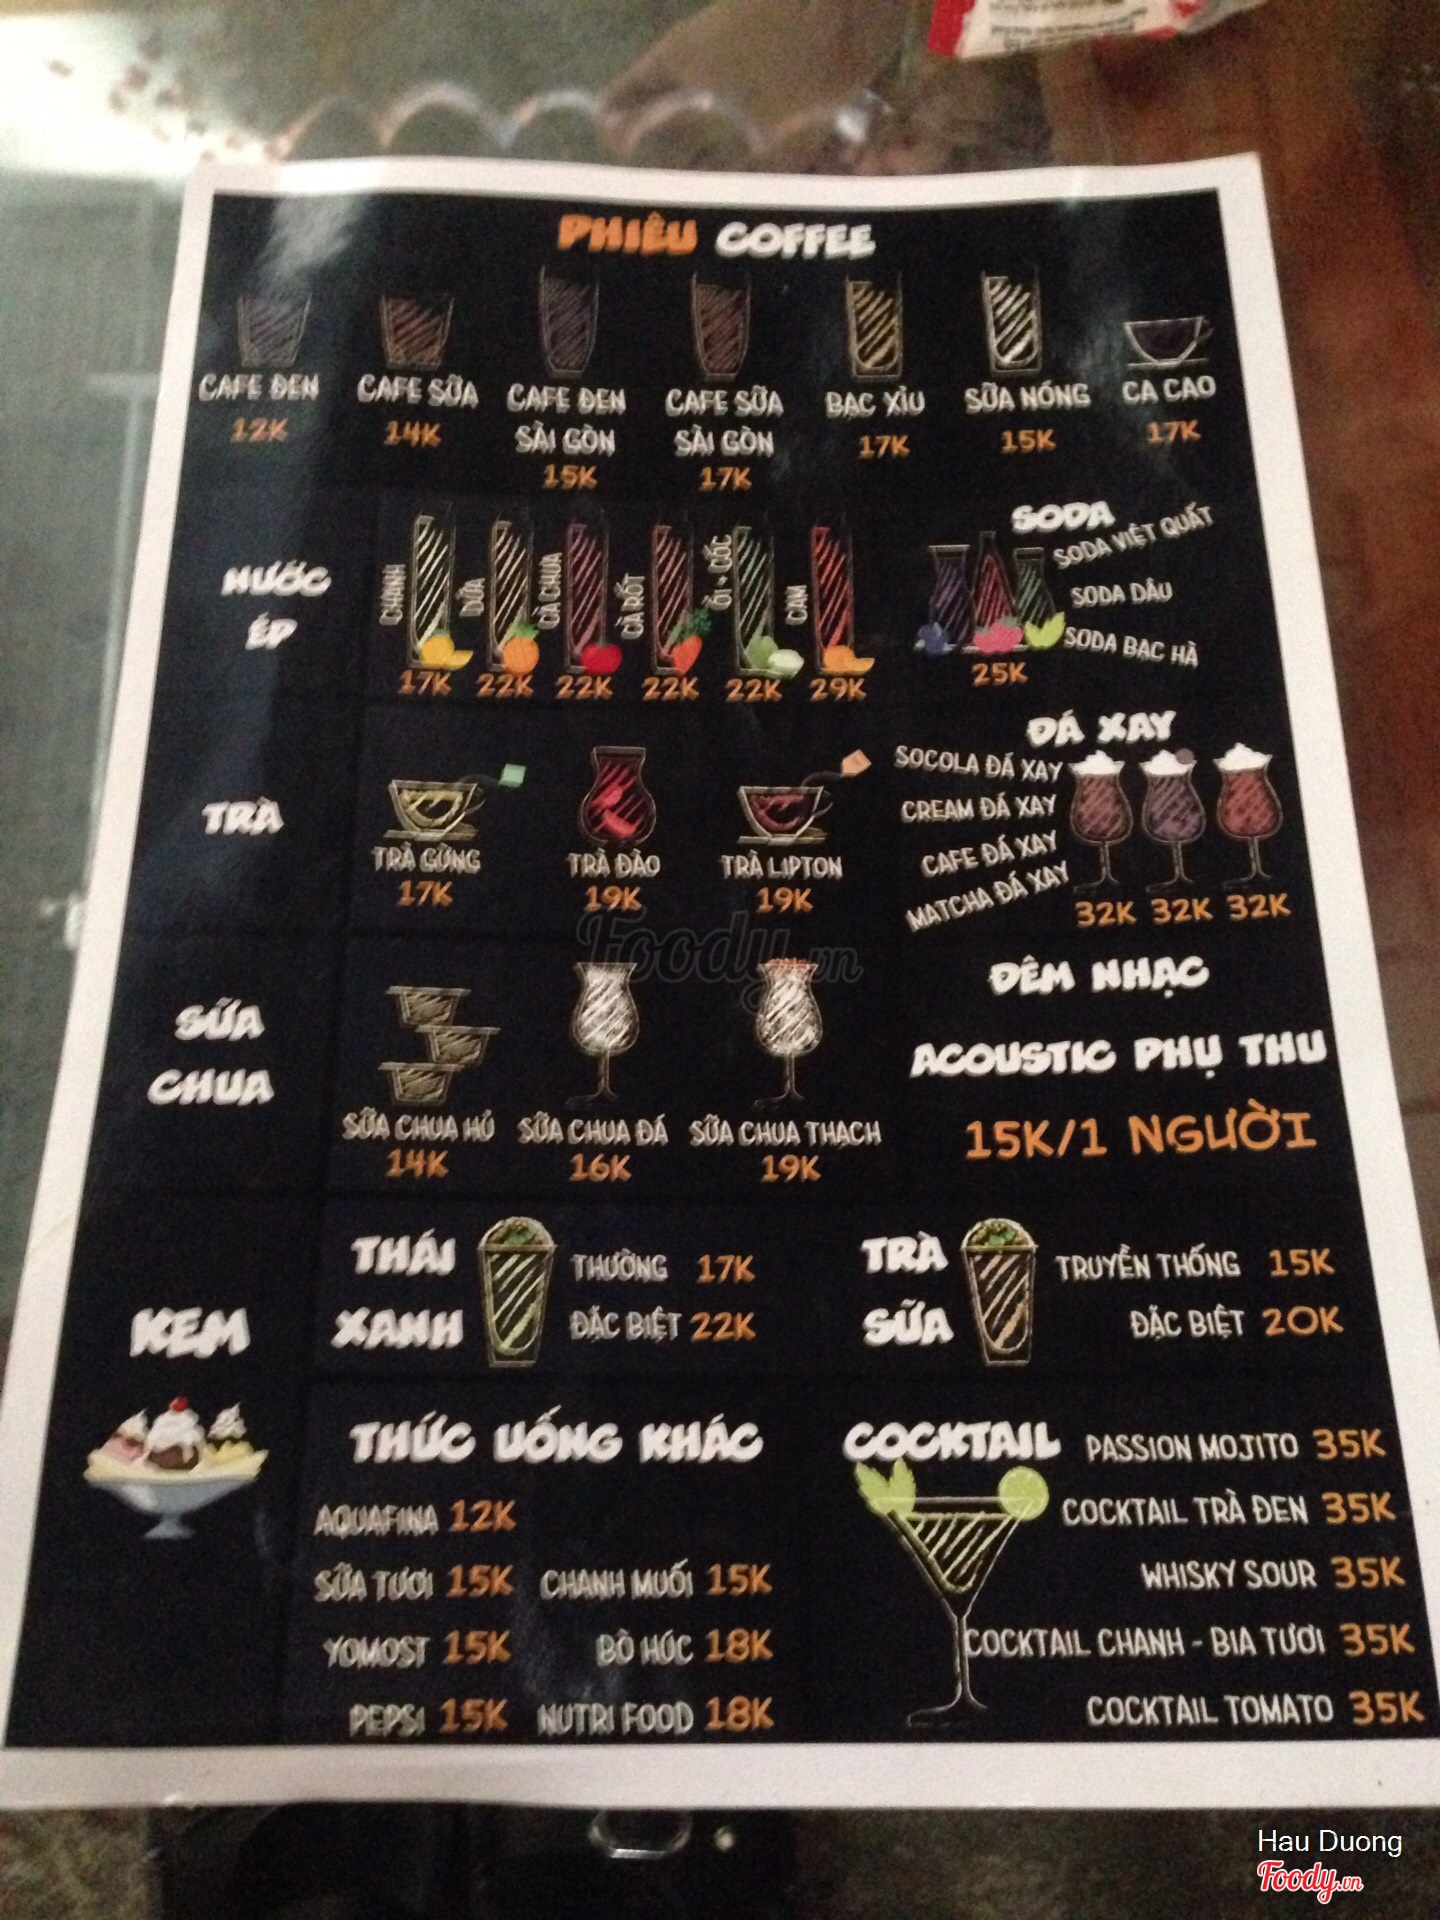 PHIÊU COFFEE
CAFE ĐEN
12K
CAFE SỮA
14K
CAFE ĐEN
SÀI GÒN
15K
CAFE SỮA
SÀI GÒN
17K
BẠC XỈU
17K
SỮA NÓNG
15K
CA CAO
17K
NƯỚC
ÉP
CHANH
17K
DỨA
22K
CÀ CHUA
22K
CÀ RỐT
22K
ỔI + CỐC
22K
CAM
29K
SODA
SODA VIỆT QUẤT
SODA DÂU
SODA BẠC HÀ
25K
TRÀ
TRÀ GỪNG
17K
TRÀ ĐÀO
19K
TRÀ LIPTON
19K
ĐÁ XAY
SOCOLA ĐÁ XAY
CREAM ĐÁ XAY
CAFE ĐÁ XAY
MATCHA ĐÁ XAY
32K 32K 32K
Foody.vn
SỮA
CHUA
SỮA CHUA HỦ
14K
SỮA CHUA ĐÁ
16K
SỮA CHUA THẠCH
19K
ĐÊM NHẠC
ACOUSTIC PHỤ THU
15K/1 NGƯỜI
KEM
THÁI
XANH
THƯỜNG 17K
ĐẶC BIỆT 22K
TRÀ
SỮA
TRUYỀN THỐNG 15K
ĐẶC BIỆT 20K
THỨC UỐNG KHÁC
AQUAFINA 12K
SỮA TƯƠI 15K CHANH MUỐI 15K
YOMOST 15K BÒ HÚC 18K
PEPSI 15K NUTRI FOOD 18K
COCKTAIL
PASSION MOJITO 35K
COCKTAIL TRÀ ĐEN 35K
WHISKY SOUR 35K
COCKTAIL CHANH - BIA TƯƠI 35K
COCKTAIL TOMATO 35K
Hau Duong
Foody.vn